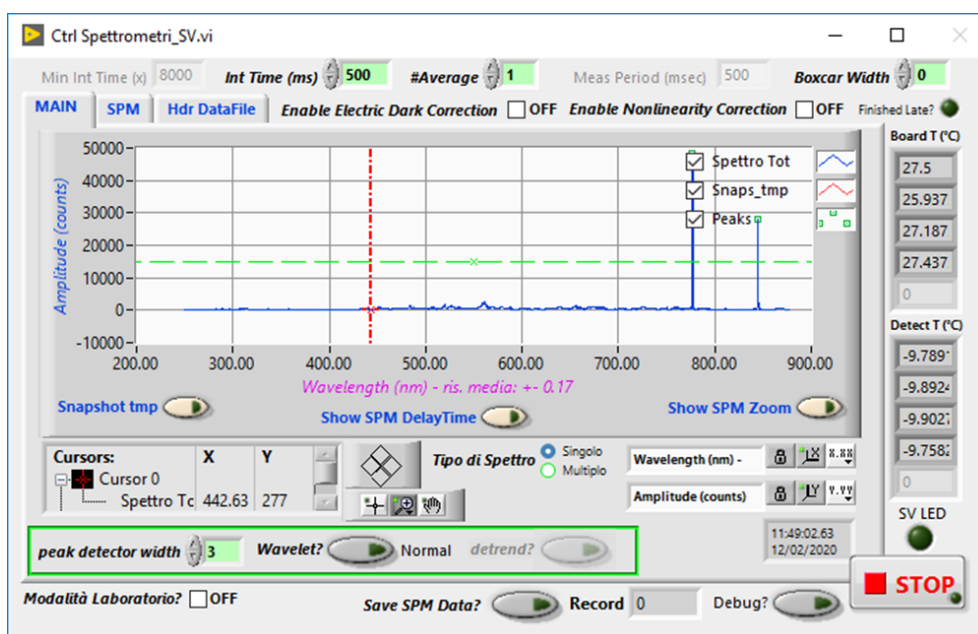 Ctrl Spettrometri_SV.vi
Min Int Time (x) 8000 Int Time (ms) 500 #Average 1 Meas Period (msec) 500 Boxcar Width 0
MAIN SPM Hdr DataFile Enable Electric Dark Correction OFF Enable Nonlinearity Correction OFF Finished Late?
Board T (°C)
27.5
25.937
27.187
27.437
0
Detect T (°C)
-9.789
-9.892
-9.902
-9.758
0
SV LED
50000
40000
30000
20000
10000
0
-10000
Amplitude (counts)
Spettro Tot
Snaps_tmp
Peaks
200.00 300.00 400.00 500.00 600.00 700.00 800.00 900.00
Wavelength (nm) - ris. media: +- 0.17
Snapshot tmp Show SPM DelayTime Show SPM Zoom
Cursors: X Y
Cursor 0
Spettro Tc 442.63 277
Tipo di Spettro Singolo
Multiplo
Wavelength (nm) - X X.XX
Amplitude (counts) Y Y.YY
peak detector width 3 Wavelet? Normal detrend?
11:49:02.63
12/02/2020
STOP
Modalità Laboratorio? OFF Save SPM Data? Record 0 Debug?